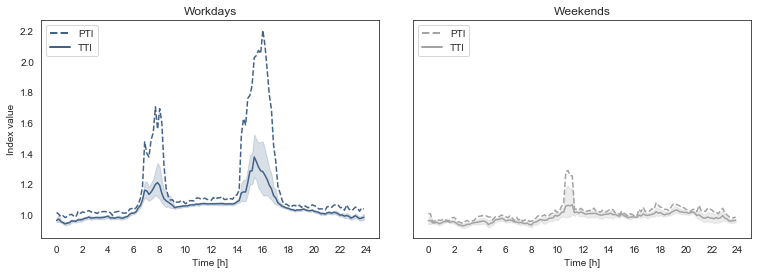 Workdays
PTI
TTI
Index value
2.2
2.0
1.8
1.6
1.4
1.2
1.0
0 2 4 6 8 10 12 14 16 18 20 22 24
Time [h]
Weekends
PTI
TTI
0 2 4 6 8 10 12 14 16 18 20 22 24
Time [h]